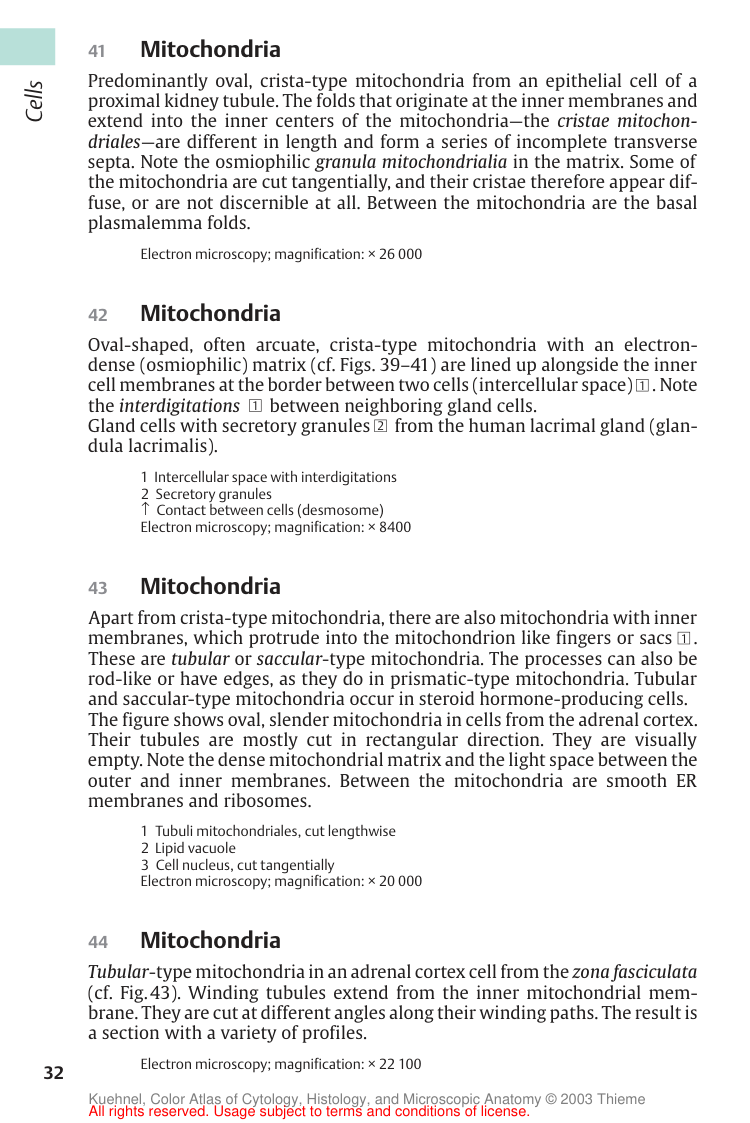 Cells
41 Mitochondria
Predominantly oval, crista-type mitochondria from an epithelial cell of a
proximal kidney tubule. The folds that originate at the inner membranes and
extend into the inner centers of the mitochondria—the cristae mitochon-
driales—are different in length and form a series of incomplete transverse
septa. Note the osmiophilic granula mitochondrialia in the matrix. Some of
the mitochondria are cut tangentially, and their cristae therefore appear dif-
fuse, or are not discernible at all. Between the mitochondria are the basal
plasmalemma folds.
Electron microscopy; magnification: × 26 000
42 Mitochondria
Oval-shaped, often arcuate, crista-type mitochondria with an electron-
dense (osmiophilic) matrix (cf. Figs. 39–41) are lined up alongside the inner
cell membranes at the border between two cells (intercellular space) 1. Note
the interdigitations 1 between neighboring gland cells.
Gland cells with secretory granules 2 from the human lacrimal gland (glan-
dula lacrimalis).
1 Intercellular space with interdigitations
2 Secretory granules
↑ Contact between cells (desmosome)
Electron microscopy; magnification: × 8400
43 Mitochondria
Apart from crista-type mitochondria, there are also mitochondria with inner
membranes, which protrude into the mitochondrion like fingers or sacs 1.
These are tubular or saccular-type mitochondria. The processes can also be
rod-like or have edges, as they do in prismatic-type mitochondria. Tubular
and saccular-type mitochondria occur in steroid hormone-producing cells.
The figure shows oval, slender mitochondria in cells from the adrenal cortex.
Their tubules are mostly cut in rectangular direction. They are visually
empty. Note the dense mitochondrial matrix and the light space between the
outer and inner membranes. Between the mitochondria are smooth ER
membranes and ribosomes.
1 Tubuli mitochondriales, cut lengthwise
2 Lipid vacuole
3 Cell nucleus, cut tangentially
Electron microscopy; magnification: × 20 000
44 Mitochondria
Tubular-type mitochondria in an adrenal cortex cell from the zona fasciculata
(cf. Fig. 43). Winding tubules extend from the inner mitochondrial mem-
brane. They are cut at different angles along their winding paths. The result is
a section with a variety of profiles.
Electron microscopy; magnification: × 22 100
32
Kuehnel, Color Atlas of Cytology, Histology, and Microscopic Anatomy © 2003 Thieme
All rights reserved. Usage subject to terms and conditions of license.